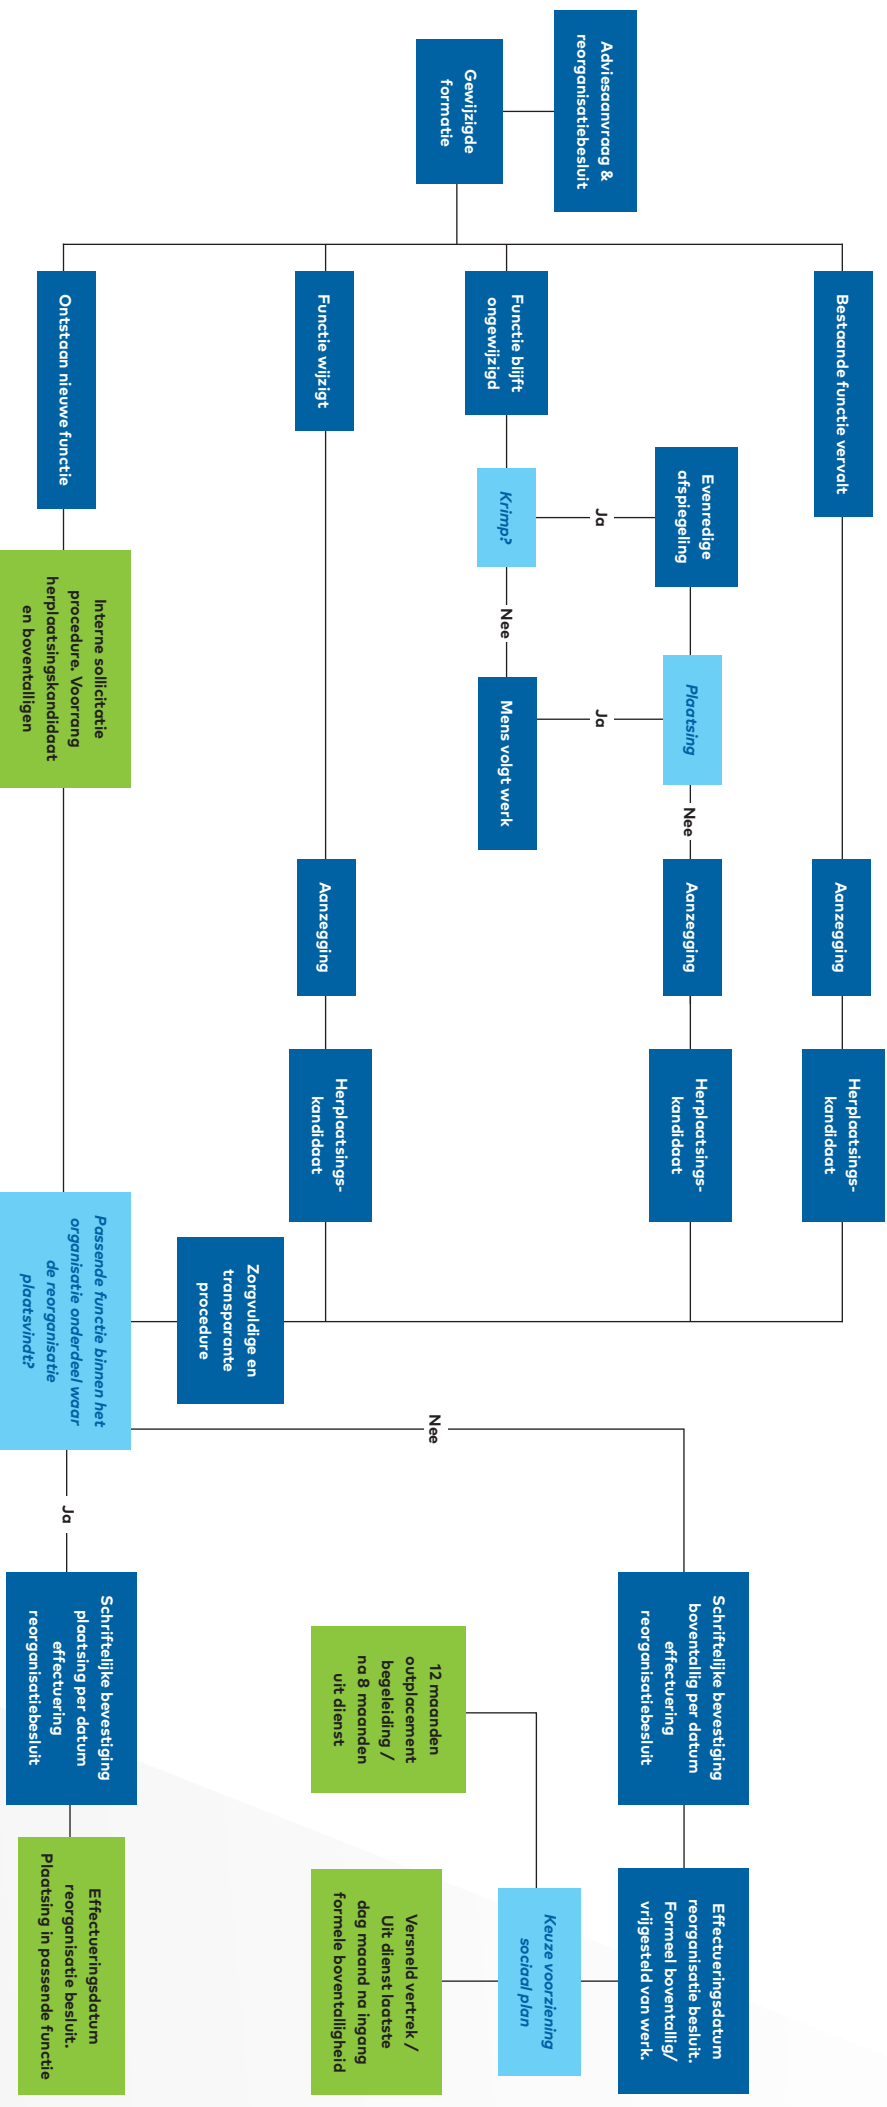 Adviesaanvraag &
reorganisatiebesluit
Gewijzigde
formatie
Bestaande functie vervalt
Aanzegging
Herplaatsings-
kandidaat
Evenredige
afspiegeling
Plaatsing
Nee
Aanzegging
Herplaatsings-
kandidaat
Ja
Ja
Functie blijft
ongewijzigd
Krimp?
Nee
Mens volgt werk
Functie wijzigt
Aanzegging
Herplaatsings-
kandidaat
Zorgvuldige en
transparante
procedure
Ontstaan nieuwe functie
Interne sollicitatie
procedure. Voorrang
herplaatsingskandidaat
en boventalligen
Passende functie binnen het
organisatie onderdeel waar
de reorganisatie
plaatsvindt?
Nee
Schriftelijke bevestiging
boventallig per datum
effectuering
reorganisatiebesluit
Effectueringsdatum
reorganisatie besluit.
Formeel boventallig/
vrijgesteld van werk.
Keuze voorziening
sociaal plan
12 maanden
outplacement
begeleiding /
na 8 maanden
uit dienst
Versneld vertrek /
Uit dienst laatste
dag maand na ingang
formele boventalligheid
Ja
Schriftelijke bevestiging
plaatsing per datum
effectuering
reorganisatiebesluit
Effectueringsdatum
reorganisatie besluit.
Plaatsing in passende functie